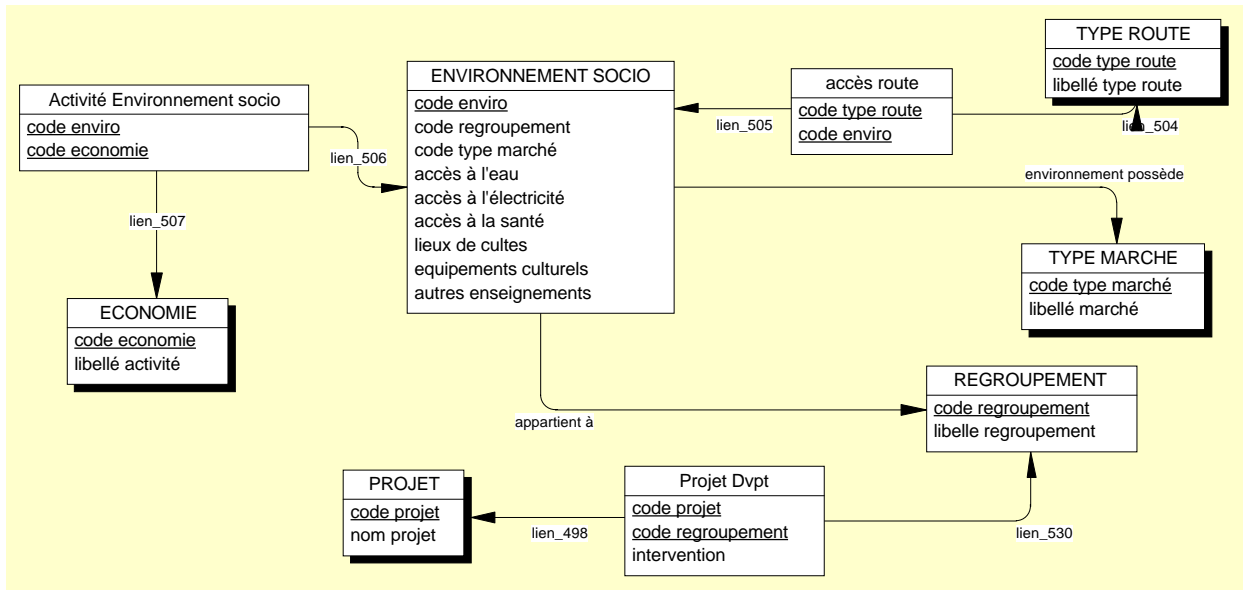 TYPE ROUTE
code type route
libellé type route
ENVIRONNEMENT SOCIO
code enviro
code regroupement
code type marché
accès à l'eau
accès à l'électricité
accès à la santé
lieux de cultes
equipements culturels
autres enseignements
accès route
code type route
code enviro
Activité Environnement socio
code enviro
code economie
lien_505
lien_504
lien_506
environnement possède
lien_507
TYPE MARCHE
code type marché
libellé marché
ECONOMIE
code economie
libellé activité
REGROUPEMENT
code regroupement
libelle regroupement
appartient à
PROJET
code projet
nom projet
Projet Dvpt
code projet
code regroupement
intervention
lien_498
lien_530